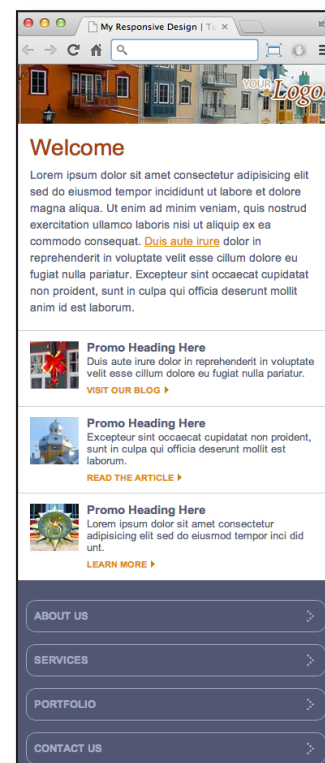 My Responsive Design | Tu
YOUR
Logo
Welcome
Lorem ipsum dolor sit amet consectetur adipisicing elit
sed do eiusmod tempor incididunt ut labore et dolore
magna aliqua. Ut enim ad minim veniam, quis nostrud
exercitation ullamco laboris nisi ut aliquip ex ea
commodo consequat. Duis aute irure dolor in
reprehenderit in voluptate velit esse cillum dolore eu
fugiat nulla pariatur. Excepteur sint occaecat cupidatat
non proident, sunt in culpa qui officia deserunt mollit
anim id est laborum.
Promo Heading Here
Duis aute irure dolor in reprehenderit in voluptate
velit esse cillum dolore eu fugiat nulla pariatur.
VISIT OUR BLOG
Promo Heading Here
Excepteur sint occaecat cupidatat non proident,
sunt in culpa qui officia deserunt mollit est
laborum.
READ THE ARTICLE
Promo Heading Here
Lorem ipsum dolor sit amet consectetur
adipisicing elit sed do eiusmod tempor inci did
unt.
LEARN MORE
ABOUT US
SERVICES
PORTFOLIO
CONTACT US